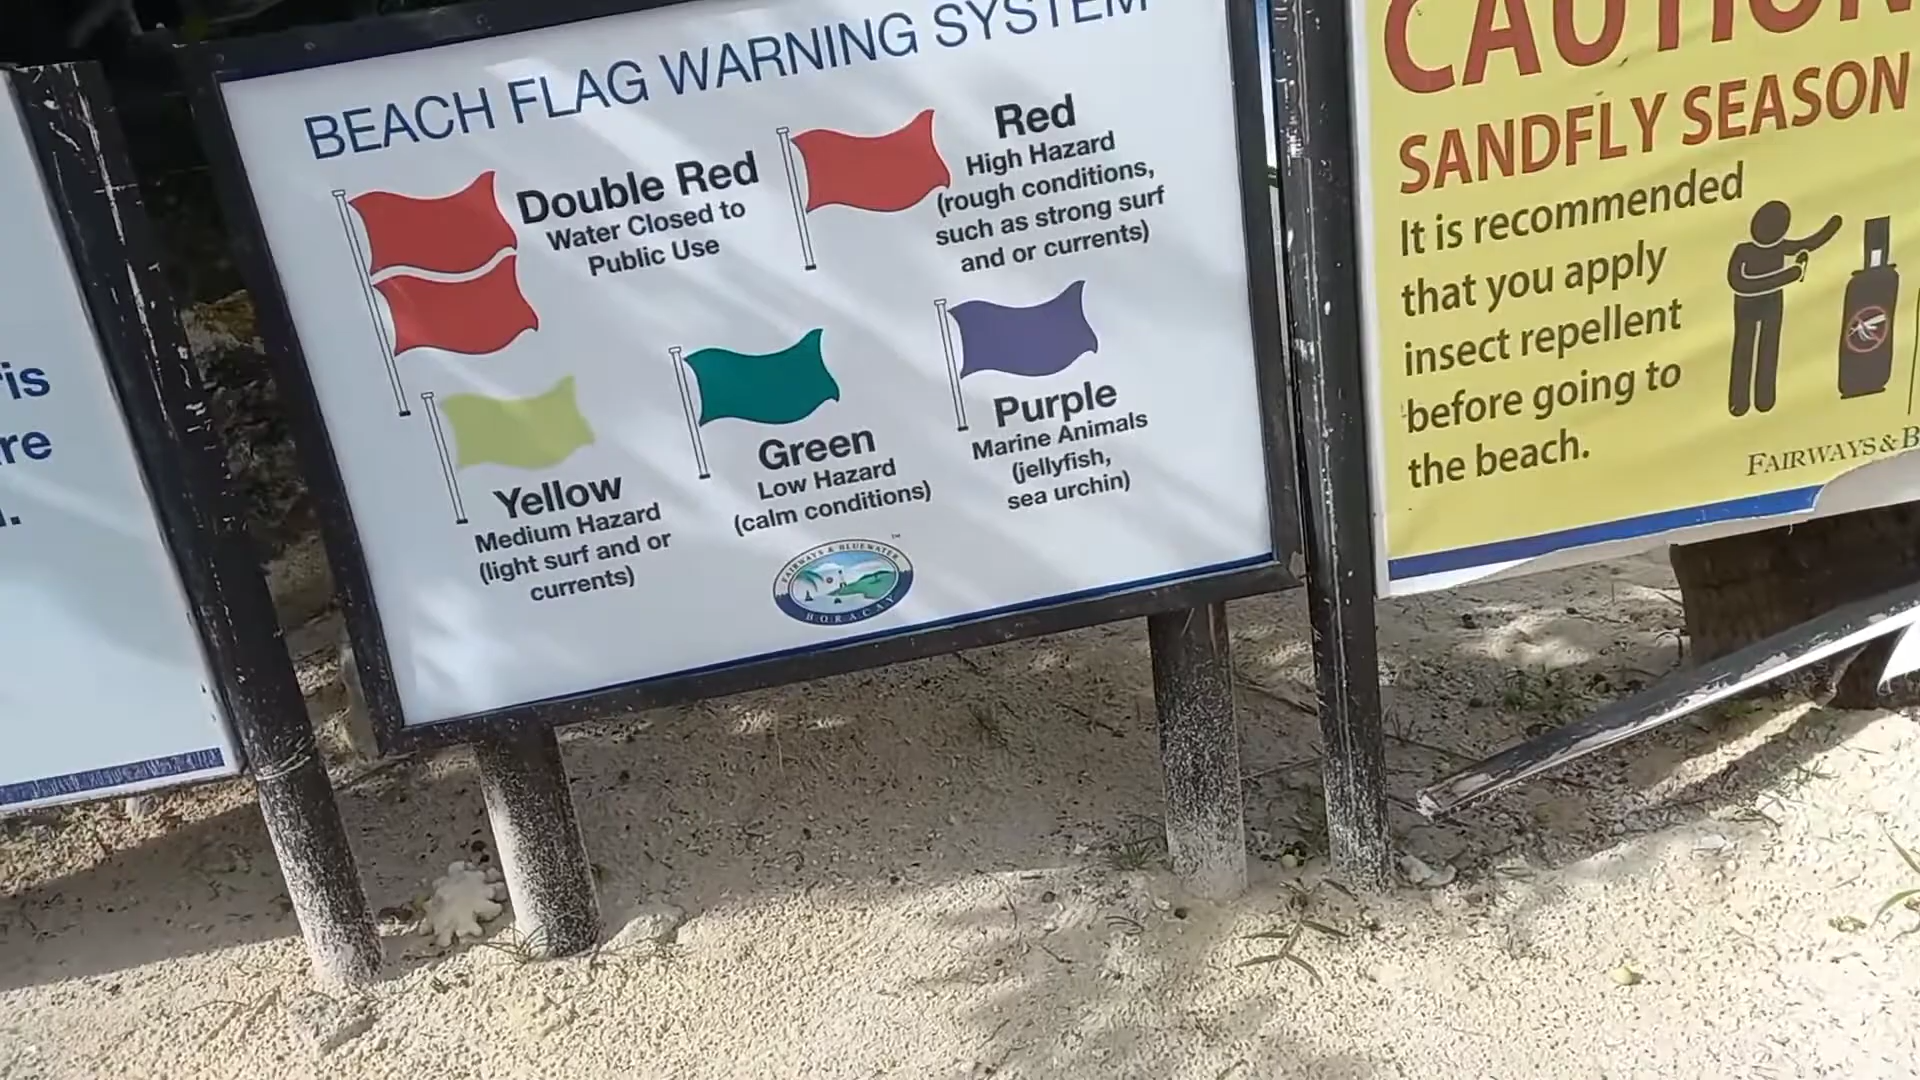 BEACH FLAG WARNING SYSTEM
Double Red
Water Closed to
Public Use
Red
High Hazard
(rough conditions,
such as strong surf
and or currents)
Yellow
Medium Hazard
(light surf and or
currents)
Green
Low Hazard
(calm conditions)
Purple
Marine Animals
(jellyfish,
sea urchin)
FAIRWAYS & BLUEWATER
BORACAY
TM
CAUTION
SANDFLY SEASON
It is recommended
that you apply
insect repellent
before going to
the beach.
FAIRWAYS & B